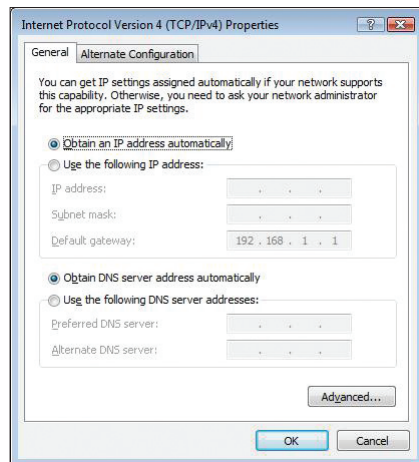 Internet Protocol Version 4 (TCP/IPv4) Properties
General
Alternate Configuration
You can get IP settings assigned automatically if your network supports
this capability. Otherwise, you need to ask your network administrator
for the appropriate IP settings.
Obtain an IP address automatically
Use the following IP address:
IP address:
Subnet mask:
Default gateway:
192 . 168 . 1 . 1
Obtain DNS server address automatically
Use the following DNS server addresses:
Preferred DNS server:
Alternate DNS server:
Advanced...
OK
Cancel